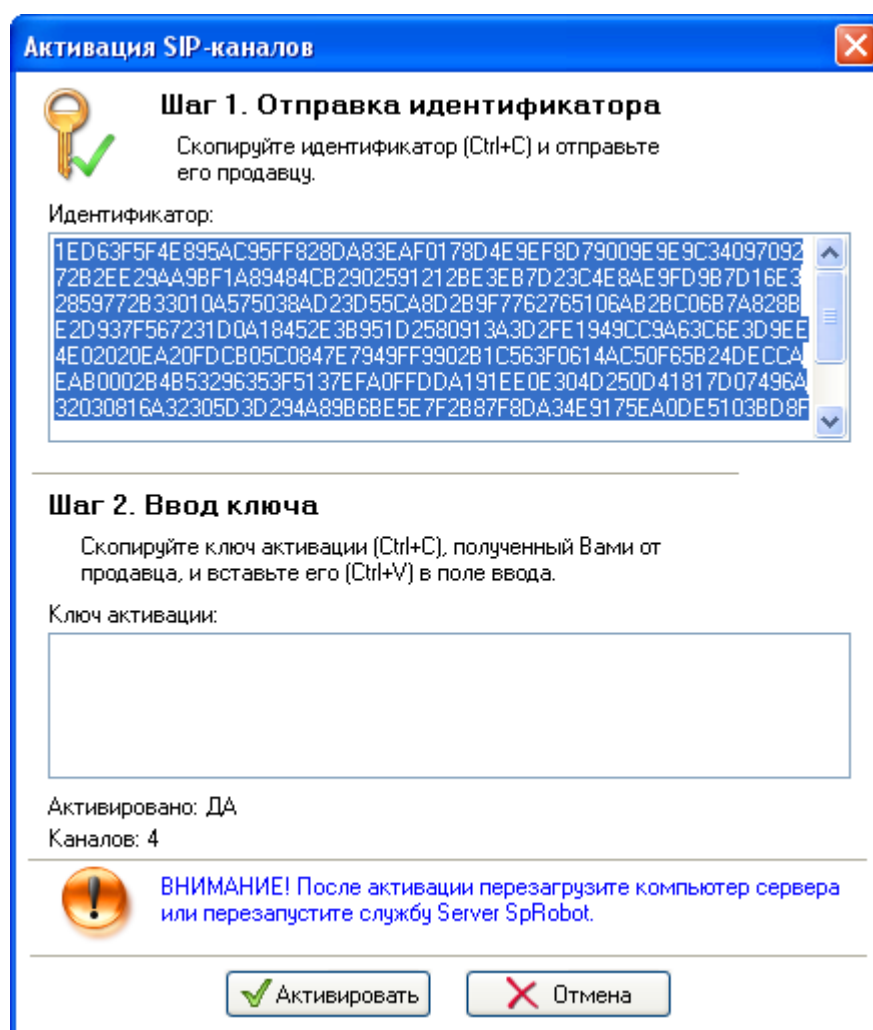 Активация SIP-каналов
Шаг 1. Отправка идентификатора
Скопируйте идентификатор (Ctrl+C) и отправьте
его продавцу.
Идентификатор:
1ED63F5F4E895AC95FF828DA83EAF0178D4E9EF8D79009E9E9C34097092
72B2EE29AA9BF1A89484CB2902591212BE3EB7D23C4E8AE9FD9B7D16E3
2859772B33010A575038AD23D55CA8D2B9F7762765106AB2BC06B7A828B
E2D937F567231D0A18452E3B951D2580913A3D2FE1949CC9A63C6E3D9EE
4E02020EA20FDCB05C0847E7949FF9902B1C563F0614AC50F65B24DECCA
EAB0002B4B53296353F5137EFA0FFDDA191EE0E304D250D41817D07496A
32030816A32305D3D294A89B6BE5E7F2B87F8DA34E9175EA0DE5103BD8F
Шаг 2. Ввод ключа
Скопируйте ключ активации (Ctrl+C), полученный Вами от
продавца, и вставьте его (Ctrl+V) в поле ввода.
Ключ активации:
Активировано: ДА
Каналов: 4
ВНИМАНИЕ! После активации перезагрузите компьютер сервера
или перезапустите службу Server SpRobot.
Активировать
Отмена